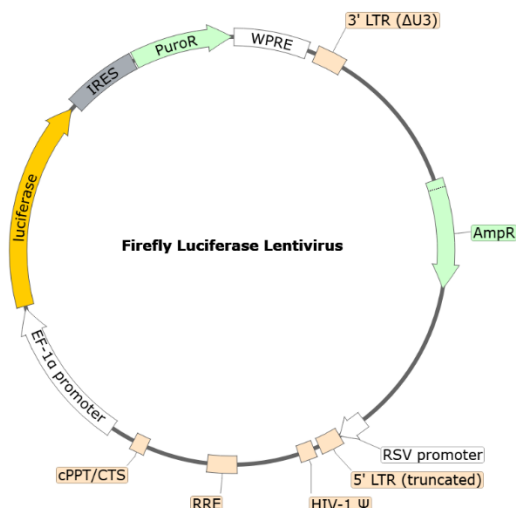 3' LTR (ΔU3)
WPRE
PuroR
IRES
luciferase
AmpR
Firefly Luciferase Lentivirus
EF-1α promoter
RSV promoter
cPPT/CTS
5' LTR (truncated)
RRE
HIV-1 Ψ